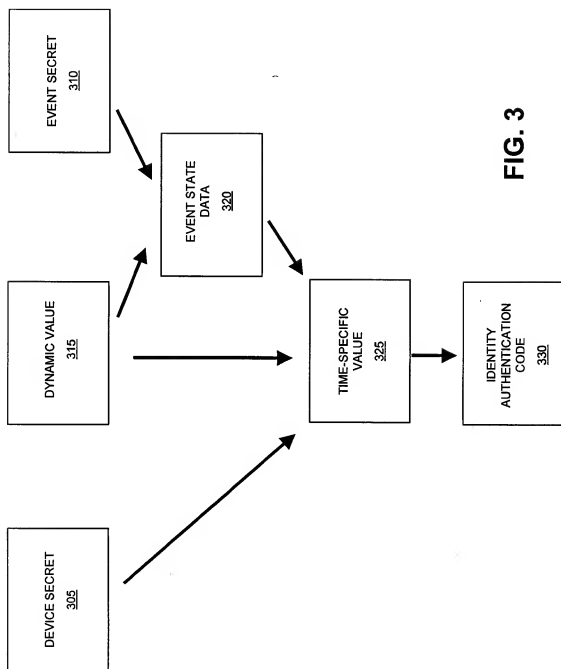 DEVICE SECRET
305
DYNAMIC VALUE
315
EVENT SECRET
310
EVENT STATE
DATA
320
TIME-SPECIFIC
VALUE
325
IDENTITY
AUTHENTICATION
CODE
330
FIG. 3